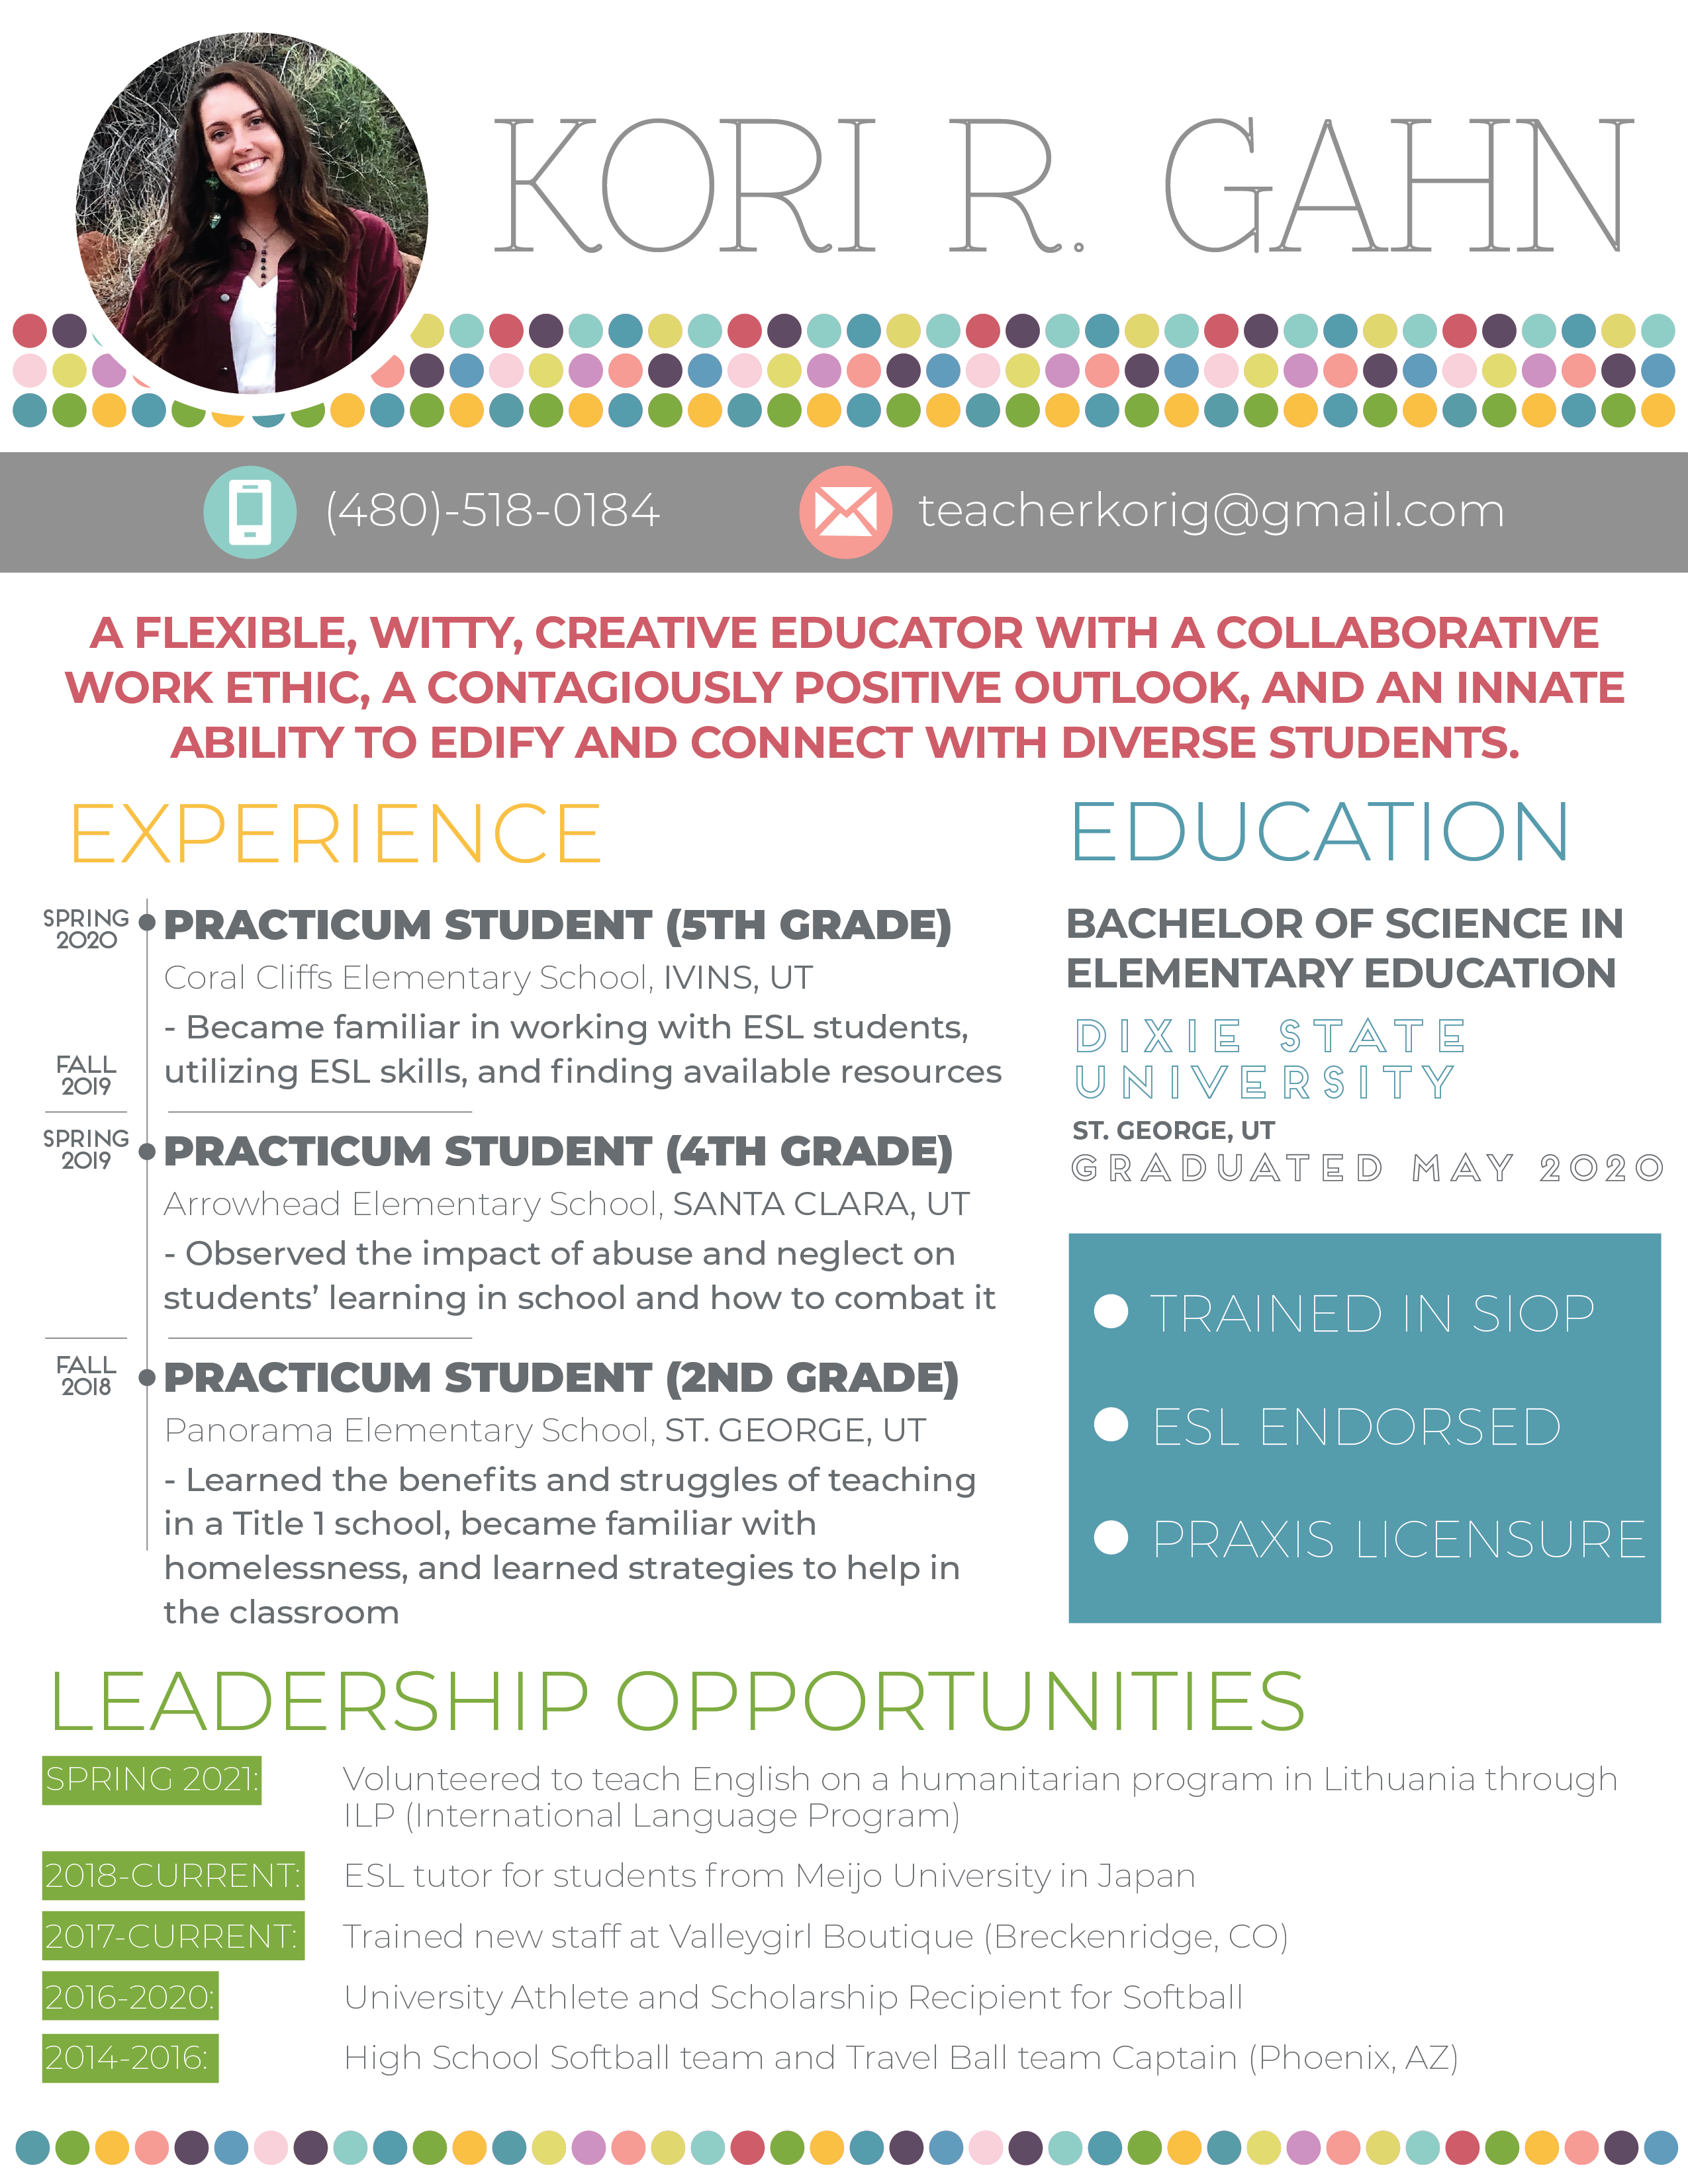 KORI R. GAHN
(480)-518-0184
teacherkorig@gmail.com
A FLEXIBLE, WITTY, CREATIVE EDUCATOR WITH A COLLABORATIVE
WORK ETHIC, A CONTAGIOUSLY POSITIVE OUTLOOK, AND AN INNATE
ABILITY TO EDIFY AND CONNECT WITH DIVERSE STUDENTS.
EXPERIENCE
SPRING
2020
PRACTICUM STUDENT (5TH GRADE)
Coral Cliffs Elementary School, IVINS, UT
- Became familiar in working with ESL students,
utilizing ESL skills, and finding available resources
FALL
2019
SPRING
2019
PRACTICUM STUDENT (4TH GRADE)
Arrowhead Elementary School, SANTA CLARA, UT
- Observed the impact of abuse and neglect on
students' learning in school and how to combat it
FALL
2018
PRACTICUM STUDENT (2ND GRADE)
Panorama Elementary School, ST. GEORGE, UT
- Learned the benefits and struggles of teaching
in a Title 1 school, became familiar with
homelessness, and learned strategies to help in
the classroom
EDUCATION
BACHELOR OF SCIENCE IN
ELEMENTARY EDUCATION
DIXIE STATE
UNIVERSITY
ST. GEORGE, UT
GRADUATED MAY 2020
TRAINED IN SIOP
ESL ENDORSED
PRAXIS LICENSURE
LEADERSHIP OPPORTUNITIES
SPRING 2021: Volunteered to teach English on a humanitarian program in Lithuania through
ILP (International Language Program)
2018-CURRENT: ESL tutor for students from Meijo University in Japan
2017-CURRENT: Trained new staff at Valleygirl Boutique (Breckenridge, CO)
2016-2020: University Athlete and Scholarship Recipient for Softball
2014-2016: High School Softball team and Travel Ball team Captain (Phoenix, AZ)